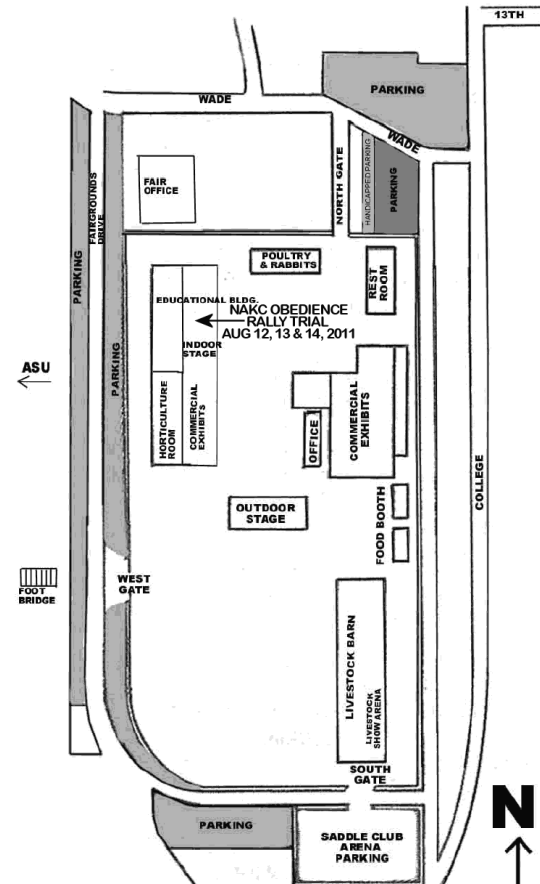 13TH
PARKING
WADE
WADE
FAIR
OFFICE
NORTH GATE
HANDICAPPED PARKING
PARKING
FAIRGROUNDS
DRIVE
PARKING
PARKING
POULTRY
& RABBITS
REST
ROOM
EDUCATIONAL BLDG.
NAKC OBEDIENCE
RALLY TRIAL
AUG 12, 13 & 14, 2011
INDOOR
STAGE
ASU
HORTICULTURE
ROOM
COMMERCIAL
EXHIBITS
OFFICE
COMMERCIAL
EXHIBITS
COLLEGE
OUTDOOR
STAGE
FOOD BOOTH
WEST
GATE
FOOT
BRIDGE
LIVESTOCK BARN
LIVESTOCK
SHOW ARENA
SOUTH
GATE
PARKING
SADDLE CLUB
ARENA
PARKING
N